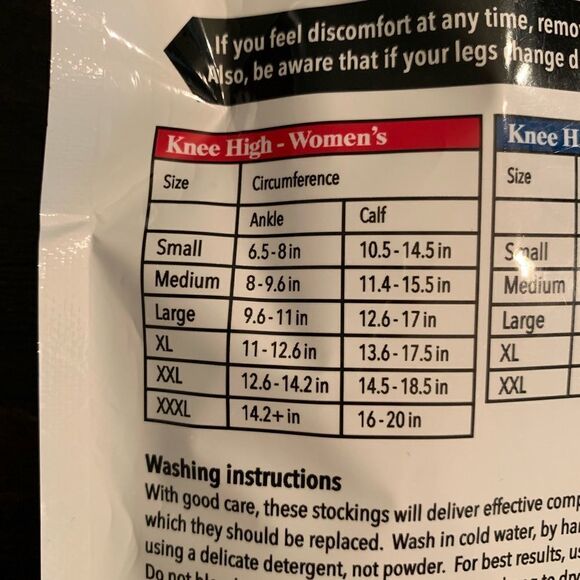 If you feel discomfort at any time,
Also, be aware that if your legs change
Knee High - Women's
Size Circumference
Ankle Calf
Small 6.5-8 in 10.5-14.5 in
Medium 8-9.6 in 11.4-15.5 in
Large 9.6-11 in 12.6-17 in
XL 11-12.6 in 13.6-17.5 in
XXL 12.6-14.2 in 14.5-18.5 in
XXXL 14.2+ in 16-20 in
Knee H
Size
Small
Medium
Large
XL
XXL
Washing instructions
With good care, these stockings will deliver effective
which they should be replaced. Wash in cold water, by
using a delicate detergent, not powder. For best results,
Do not